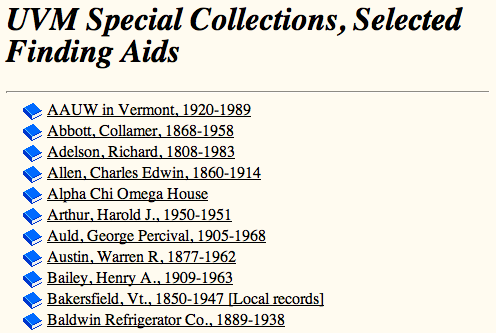 UVM Special Collections, Selected
Finding Aids
AAUW in Vermont, 1920-1989
Abbott, Collamer, 1868-1958
Adelson, Richard, 1808-1983
Allen, Charles Edwin, 1860-1914
Alpha Chi Omega House
Arthur, Harold J., 1950-1951
Auld, George Percival, 1905-1968
Austin, Warren R, 1877-1962
Bailey, Henry A., 1909-1963
Bakersfield, Vt., 1850-1947 [Local records]
Baldwin Refrigerator Co., 1889-1938